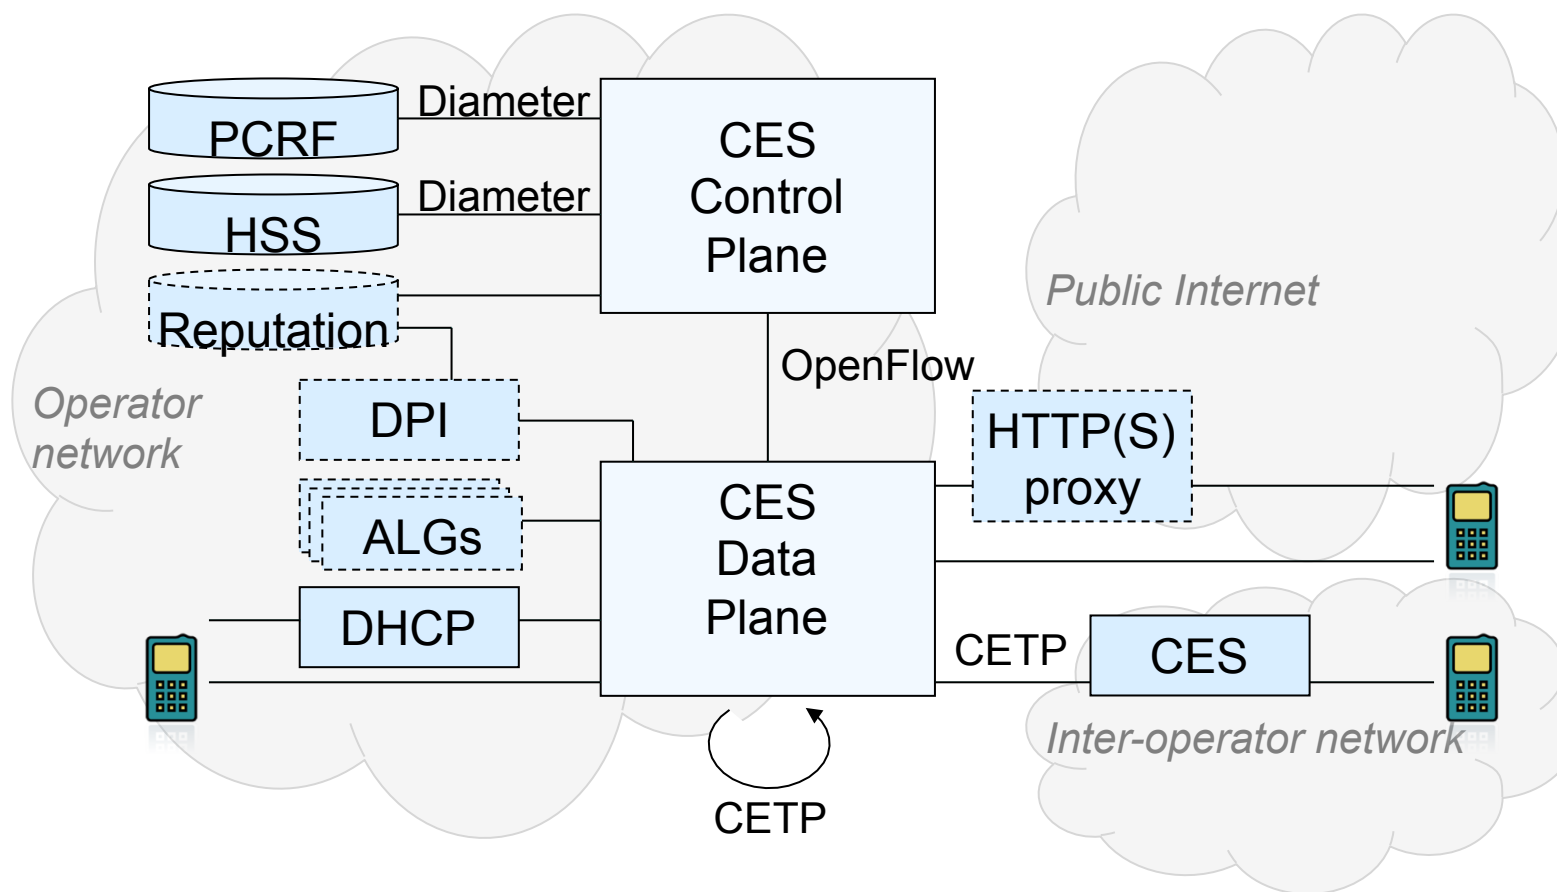 PCRF
Diameter
CES
Control
Plane
HSS
Diameter
Reputation
Public Internet
OpenFlow
Operator
network
DPI
HTTP(S)
proxy
ALGs
CES
Data
Plane
DHCP
CETP
CES
Inter-operator network
CETP